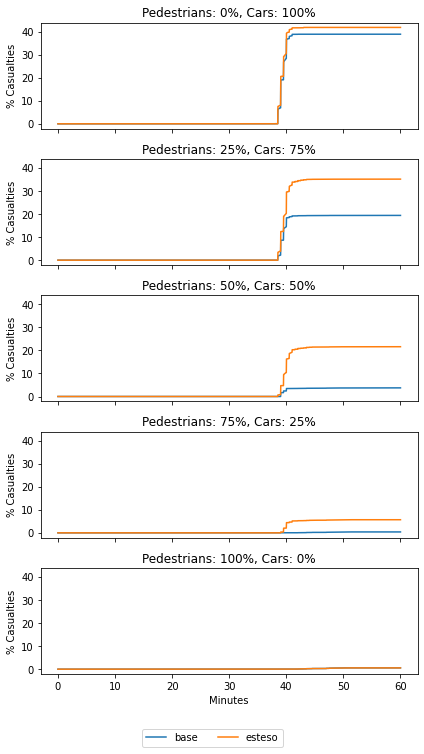 Pedestrians: 0%, Cars: 100%
40
30
20
10
0
% Casualties
Pedestrians: 25%, Cars: 75%
40
30
20
10
0
% Casualties
Pedestrians: 50%, Cars: 50%
40
30
20
10
0
% Casualties
Pedestrians: 75%, Cars: 25%
40
30
20
10
0
% Casualties
Pedestrians: 100%, Cars: 0%
40
30
20
10
0
% Casualties
0 10 20 30 40 50 60
Minutes
base esteso